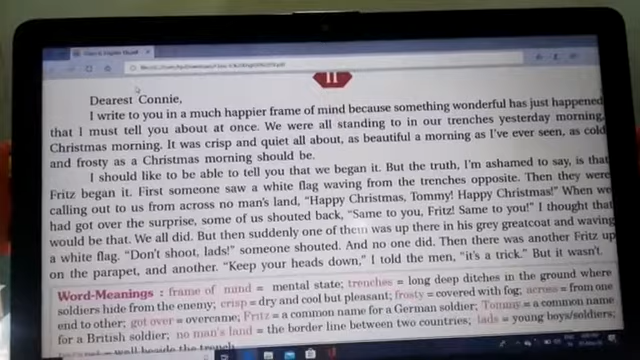 II
Dearest Connie,
I write to you in a much happier frame of mind because something wonderful has just happened
that I must tell you about at once. We were all standing to in our trenches yesterday morning,
Christmas morning. It was crisp and quiet all about, as beautiful a morning as I've ever seen, as cold
and frosty as a Christmas morning should be.
I should like to be able to tell you that we began it. But the truth, I'm ashamed to say, is that
Fritz began it. First someone saw a white flag waving from the trenches opposite. Then they were
calling out to us from across no man's land, "Happy Christmas, Tommy! Happy Christmas!" When we
had got over the surprise, some of us shouted back, "Same to you, Fritz! Same to you!" I thought that
would be that. We all did. But then suddenly one of them was up there in his grey greatcoat and waving
a white flag. "Don't shoot, lads!" someone shouted. And no one did. Then there was another Fritz up
on the parapet, and another. "Keep your heads down," I told the men, "it's a trick." But it wasn't.
Word-Meanings : frame of mind = mental state; trenches = long deep ditches in the ground where
soldiers hide from the enemy; crisp = dry and cool but pleasant; frosty = covered with fog; across = from one
end to other; got over = overcame; Fritz = a common name for a German soldier; Tommy = a common name
for a British soldier; no man's land = the border line between two countries; lads = young boys/soldiers;
= wall beside the trench